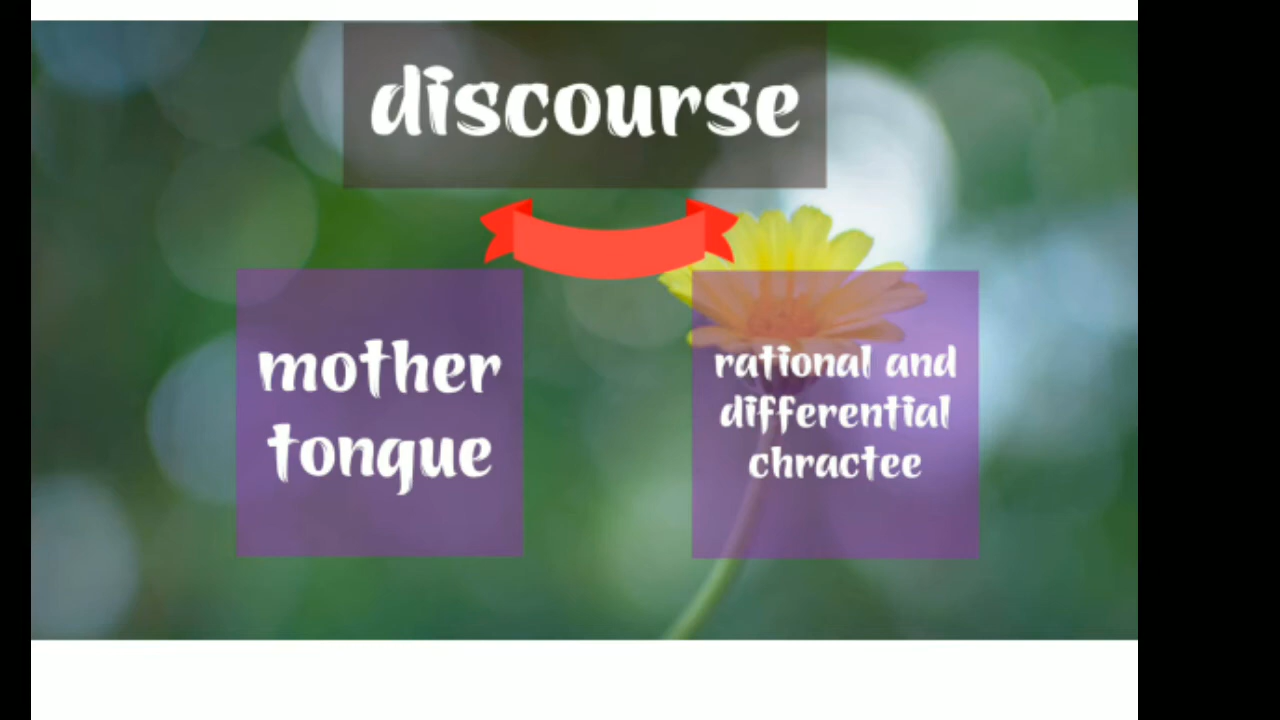 discourse
mother
tongue
rational and
differential
chractee